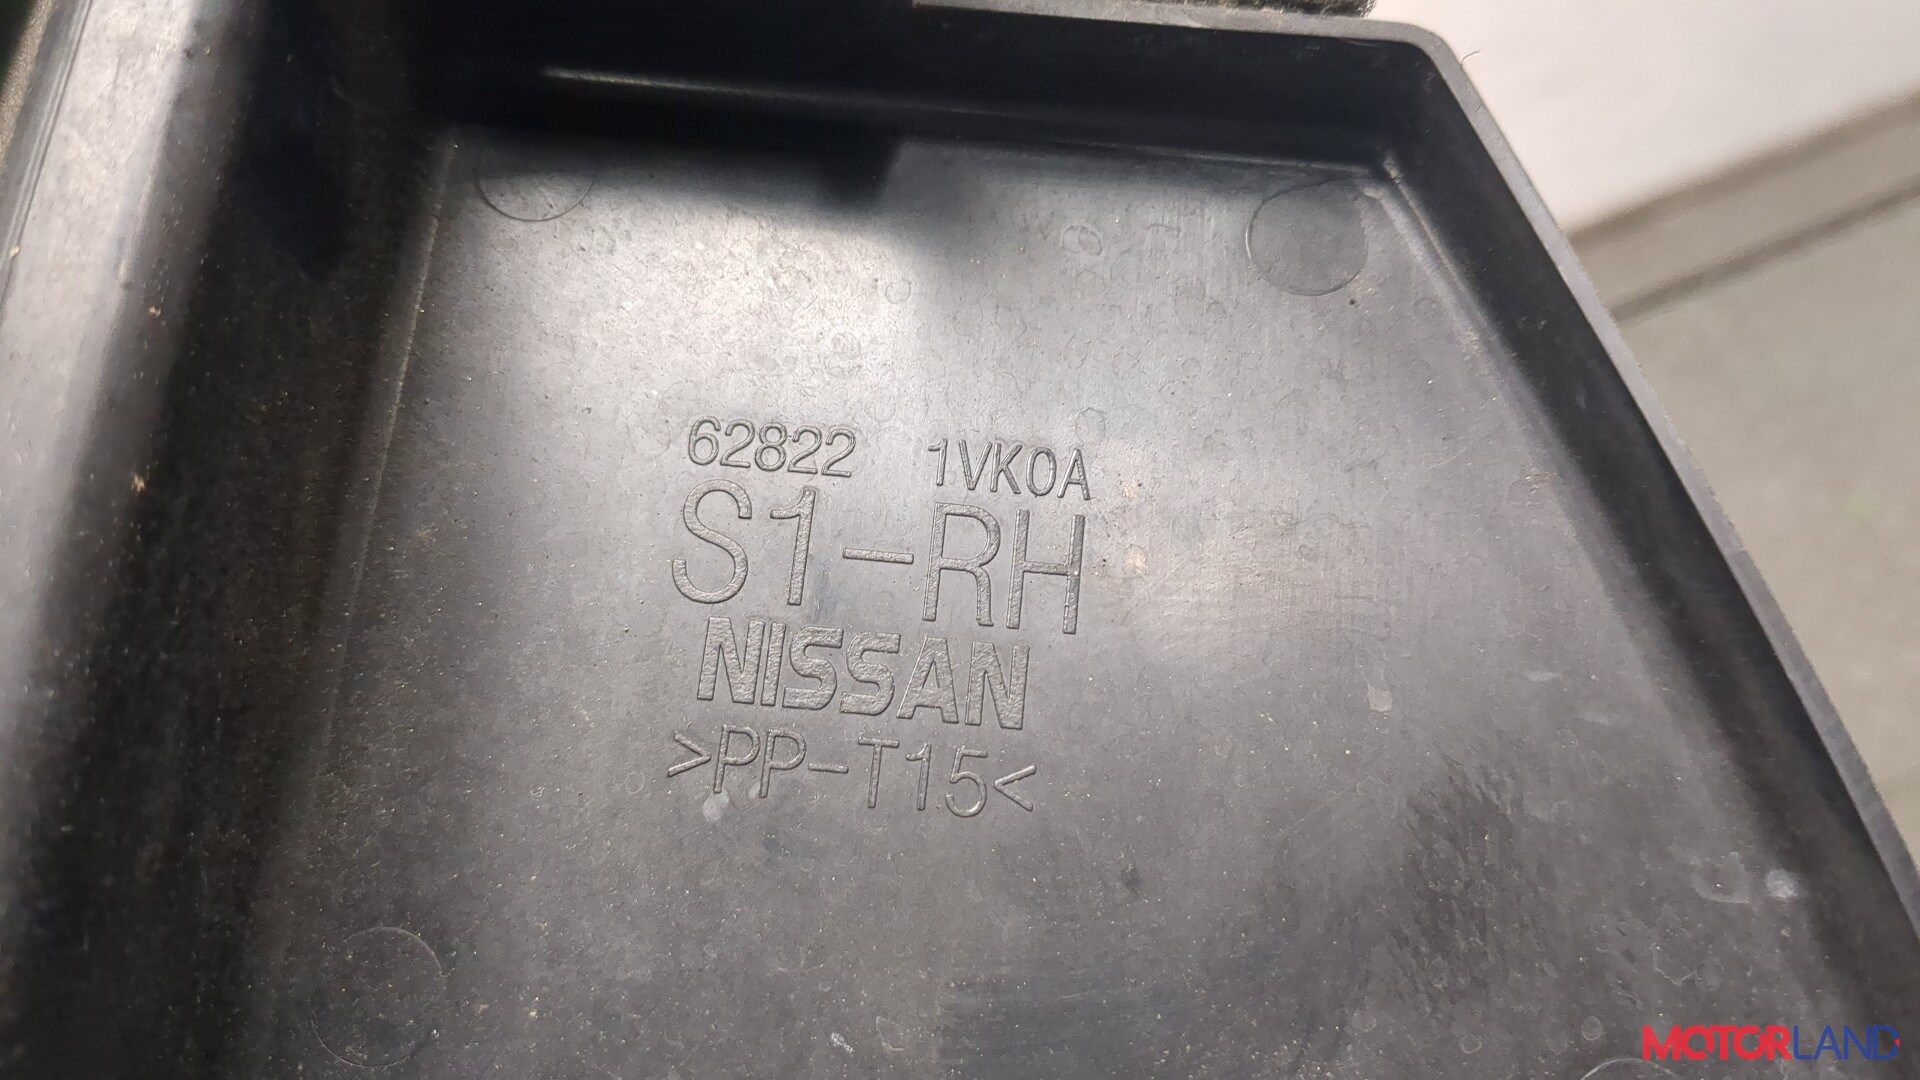 62822 1VK0A
S1-RH
NISSAN
>PP-T15<
MOTORLAND